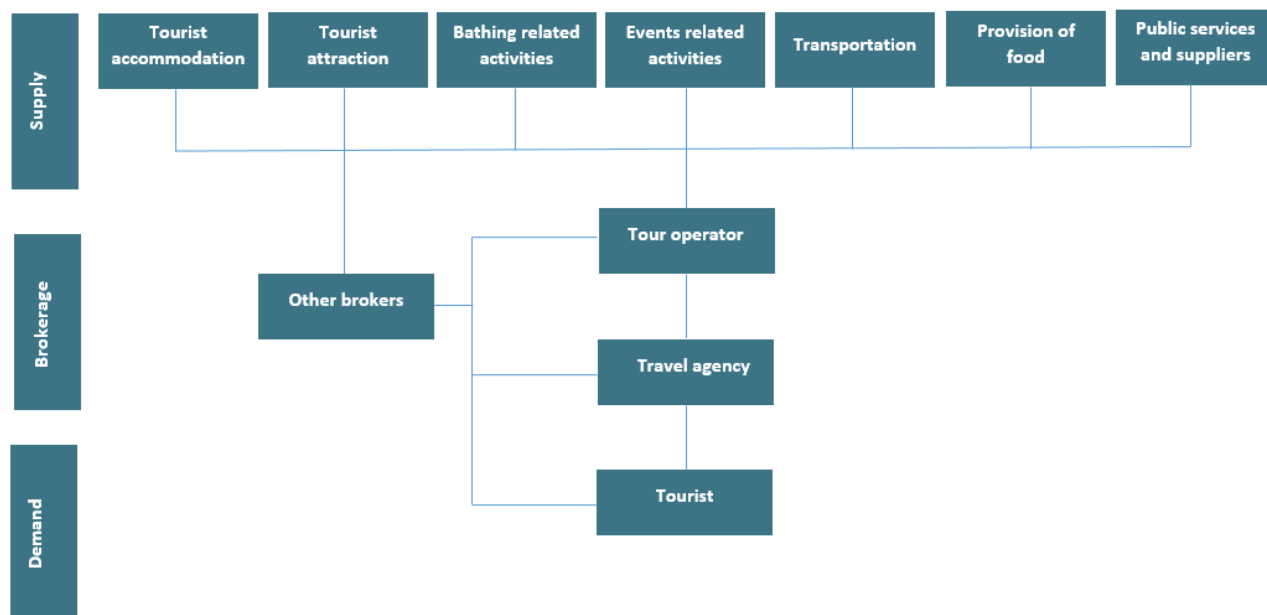 Supply
Tourist
accommodation
Tourist
attraction
Bathing related
activities
Events related
activities
Transportation
Provision of
food
Public services
and suppliers
Brokerage
Tour operator
Other brokers
Travel agency
Demand
Tourist